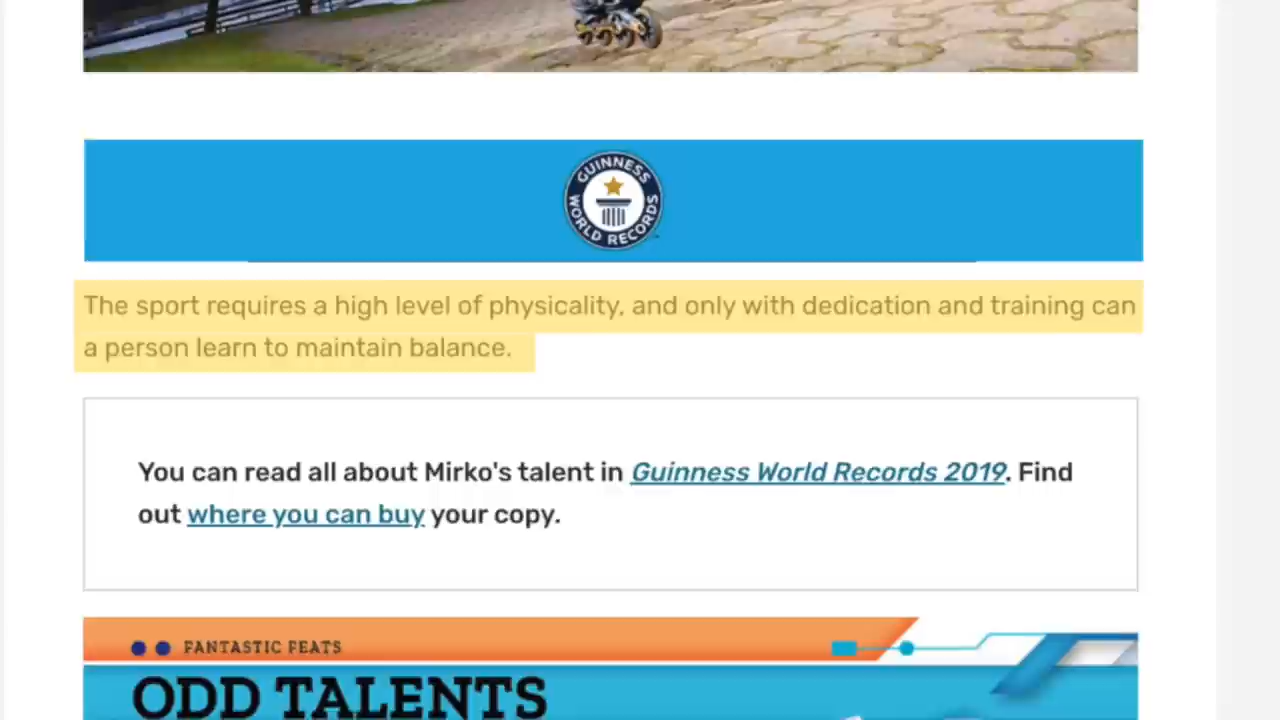 GUINNESS
WORLD RECORDS
The sport requires a high level of physicality, and only with dedication and training can
a person learn to maintain balance.
You can read all about Mirko's talent in Guinness World Records 2019. Find
out where you can buy your copy.
FANTASTIC FEATS
ODD TALENTS